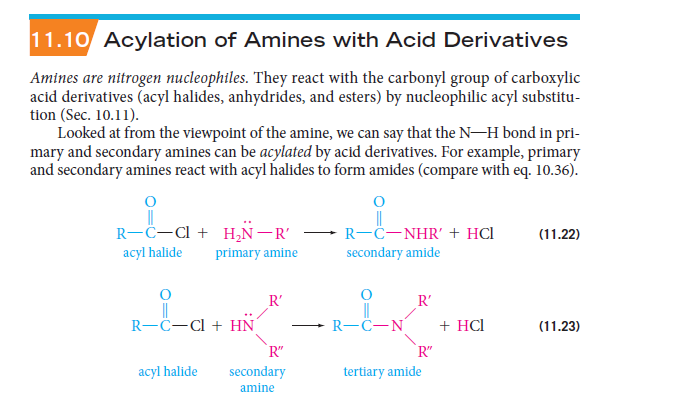 11.10 Acylation of Amines with Acid Derivatives
Amines are nitrogen nucleophiles. They react with the carbonyl group of carboxylic
acid derivatives (acyl halides, anhydrides, and esters) by nucleophilic acyl substitu-
tion (Sec. 10.11).
Looked at from the viewpoint of the amine, we can say that the N—H bond in pri-
mary and secondary amines can be acylated by acid derivatives. For example, primary
and secondary amines react with acyl halides to form amides (compare with eq. 10.36).
O O
R—C—Cl + H₂N̈—R′ ⟶ R—C—NHR′ + HCl (11.22)
acyl halide primary amine secondary amide
O R′ O R′
R—C—Cl + HN̈ ⟶ R—C—N + HCl (11.23)
R″ R″
acyl halide secondary tertiary amide
amine